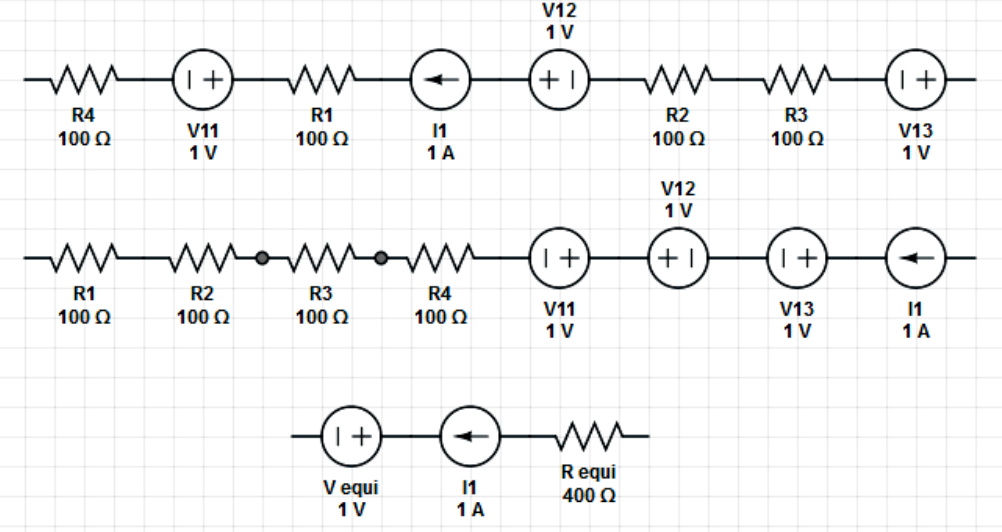 V12
1 V
R4
100 Ω
V11
1 V
R1
100 Ω
I1
1 A
R2
100 Ω
R3
100 Ω
V13
1 V
V12
1 V
R1
100 Ω
R2
100 Ω
R3
100 Ω
R4
100 Ω
V11
1 V
V13
1 V
I1
1 A
V equi
1 V
I1
1 A
R equi
400 Ω